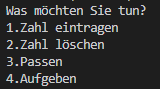 Was möchten Sie tun?
1.Zahl eintragen
2.Zahl löschen
3.Passen
4.Aufgeben